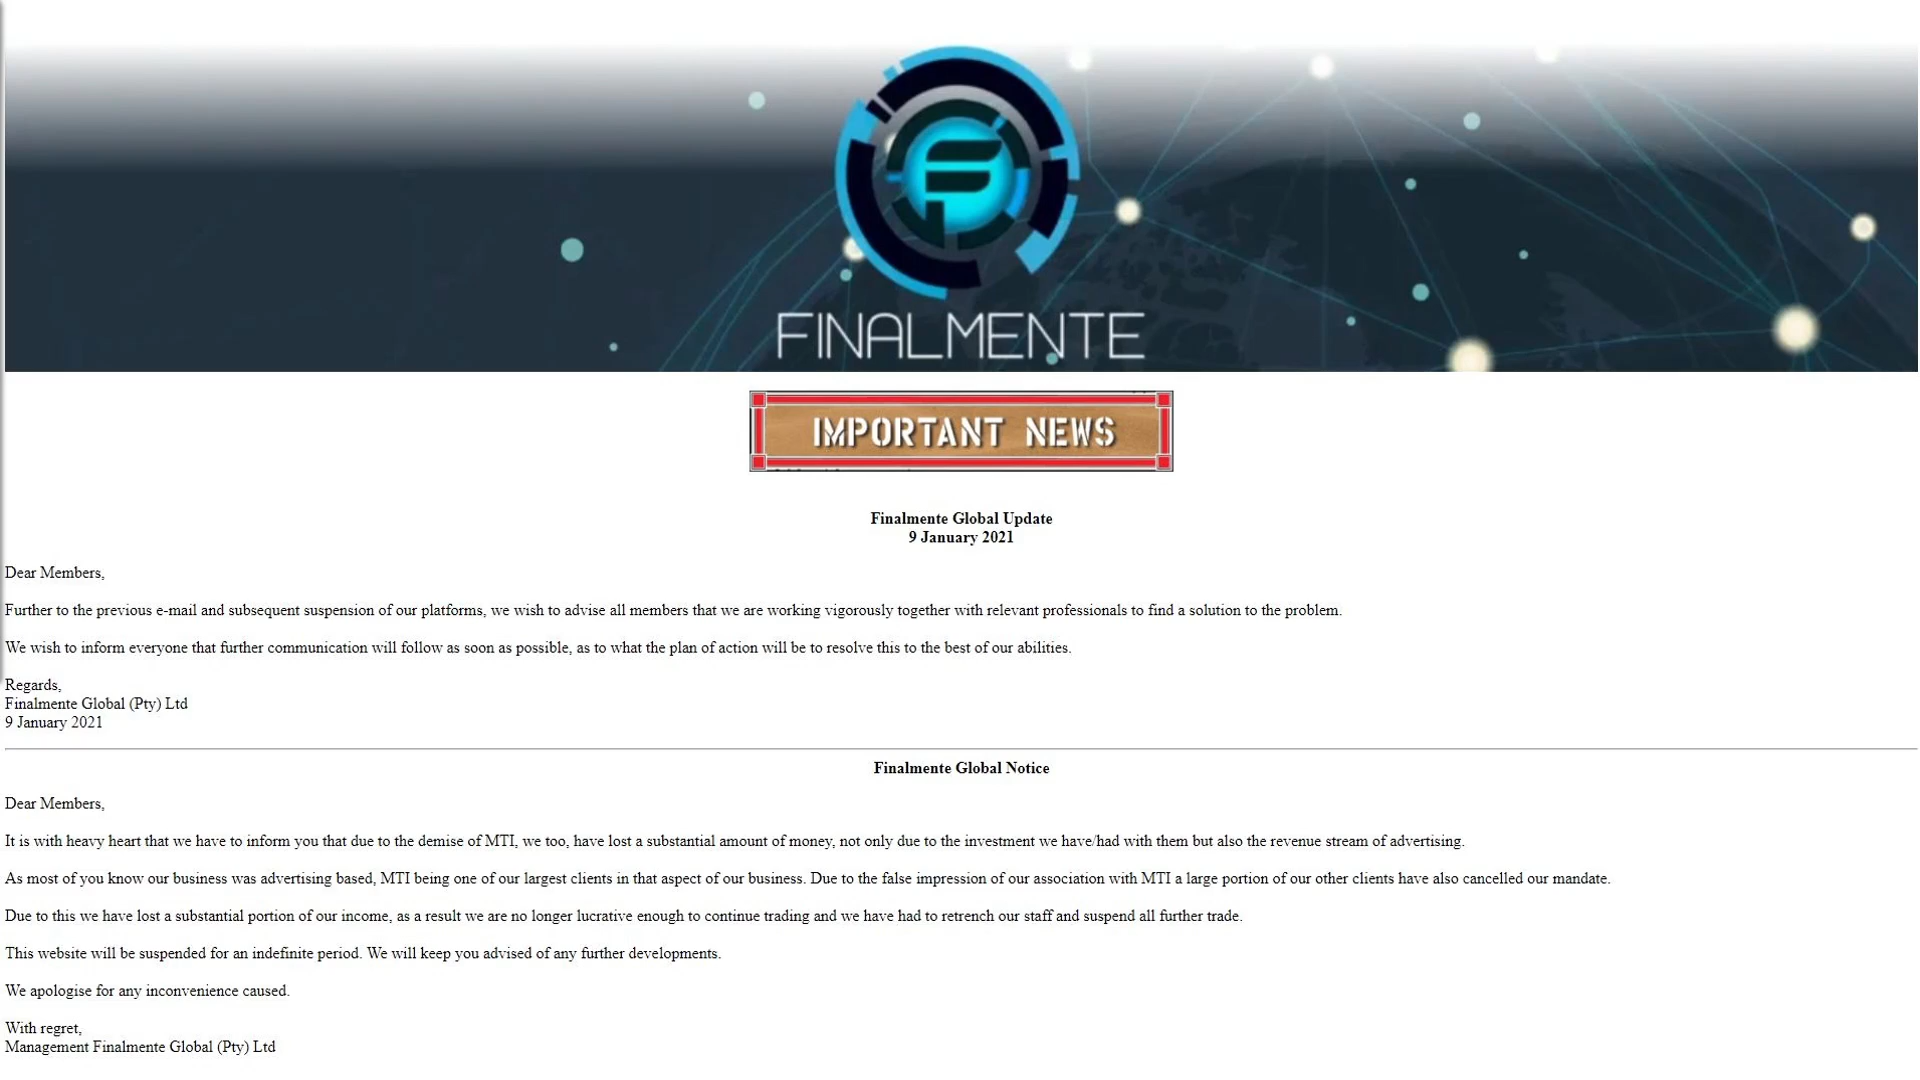 FINALMENTE
IMPORTANT NEWS
Finalmente Global Update
9 January 2021
Dear Members,
Further to the previous e-mail and subsequent suspension of our platforms, we wish to advise all members that we are working vigorously together with relevant professionals to find a solution to the problem.
We wish to inform everyone that further communication will follow as soon as possible, as to what the plan of action will be to resolve this to the best of our abilities.
Regards,
Finalmente Global (Pty) Ltd
9 January 2021
Finalmente Global Notice
Dear Members,
It is with heavy heart that we have to inform you that due to the demise of MTI, we too, have lost a substantial amount of money, not only due to the investment we have/had with them but also the revenue stream of advertising.
As most of you know our business was advertising based, MTI being one of our largest clients in that aspect of our business. Due to the false impression of our association with MTI a large portion of our other clients have also cancelled our mandate.
Due to this we have lost a substantial portion of our income, as a result we are no longer lucrative enough to continue trading and we have had to retrench our staff and suspend all further trade.
This website will be suspended for an indefinite period. We will keep you advised of any further developments.
We apologise for any inconvenience caused.
With regret,
Management Finalmente Global (Pty) Ltd